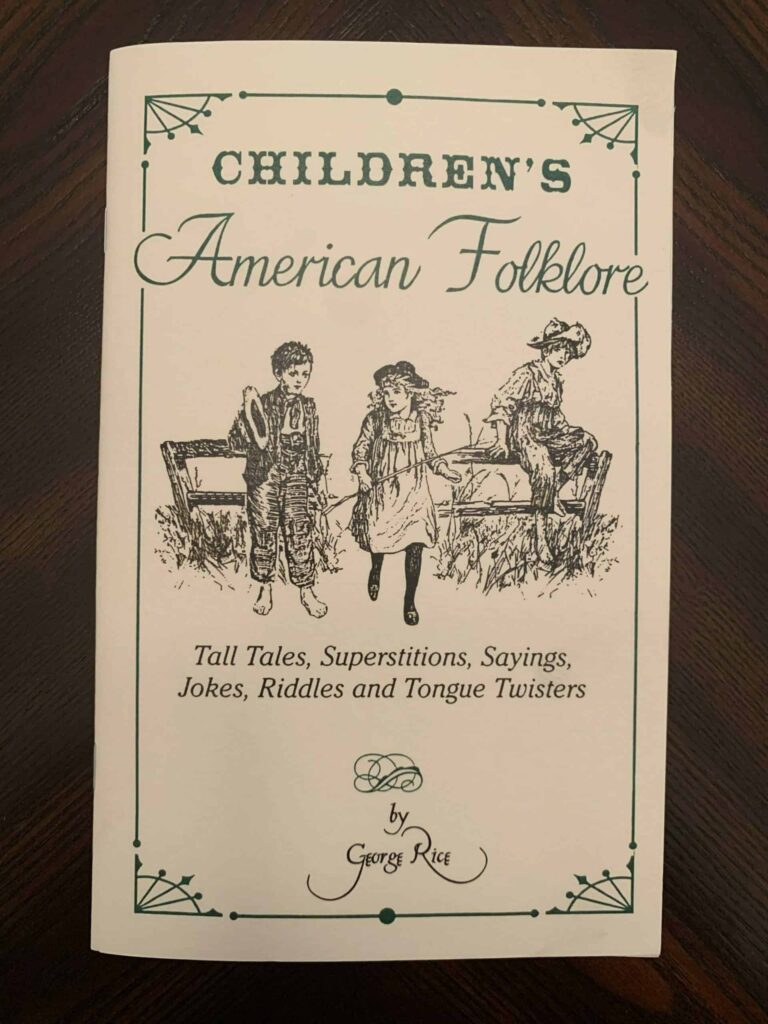 CHILDREN'S
American Folklore
Tall Tales, Superstitions, Sayings,
Jokes, Riddles and Tongue Twisters
by
George Rice